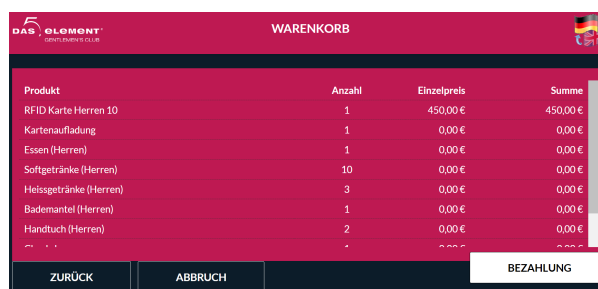 DAS 5 ELEMENT
GENTLEMEN'S CLUB
WARENKORB
Produkt Anzahl Einzelpreis Summe
RFID Karte Herren 10 1 450,00 € 450,00 €
Kartenaufladung 1 0,00 € 0,00 €
Essen (Herren) 1 0,00 € 0,00 €
Softgetränke (Herren) 10 0,00 € 0,00 €
Heissgetränke (Herren) 3 0,00 € 0,00 €
Bademantel (Herren) 1 0,00 € 0,00 €
Handtuch (Herren) 2 0,00 € 0,00 €
ZURÜCK ABBRUCH BEZAHLUNG